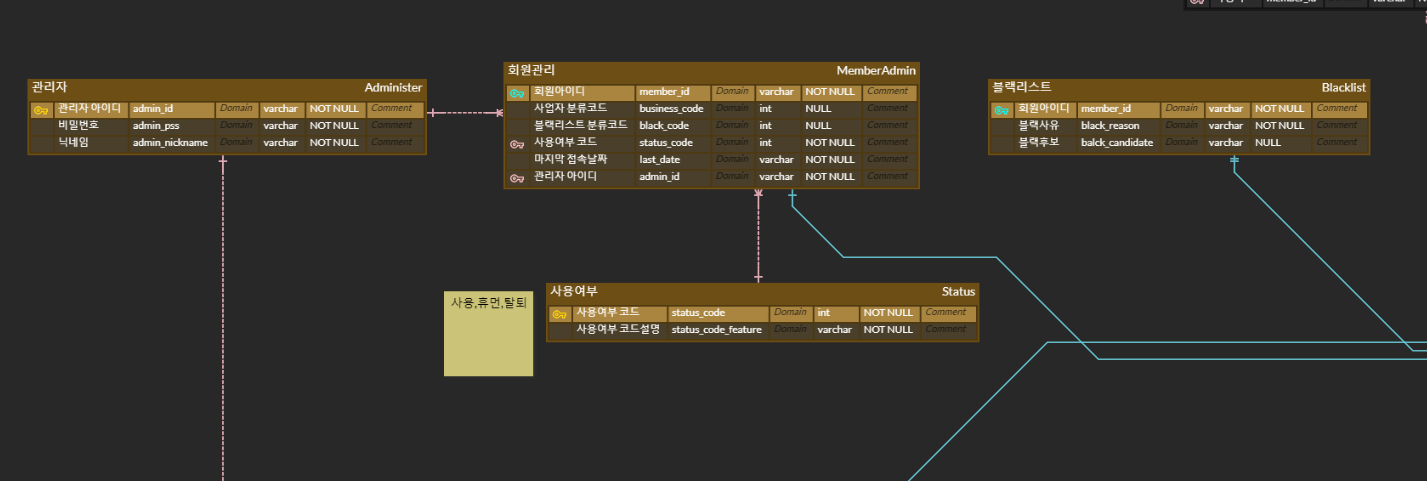 member_id
varchar
관리자 Administer
관리자 아이디 admin_id Domain varchar NOT NULL Comment
비밀번호 admin_pss Domain varchar NOT NULL Comment
닉네임 admin_nickname Domain varchar NOT NULL Comment
회원관리 MemberAdmin
회원아이디 member_id Domain varchar NOT NULL Comment
사업자 분류코드 business_code Domain int NULL Comment
블랙리스트 분류코드 black_code Domain int NULL Comment
사용여부 코드 status_code Domain int NOT NULL Comment
마지막 접속날짜 last_date Domain varchar NOT NULL Comment
관리자 아이디 admin_id Domain varchar NOT NULL Comment
블랙리스트 Blacklist
회원아이디 member_id Domain varchar NOT NULL Comment
블랙사유 black_reason Domain varchar NOT NULL Comment
블랙후보 balck_candidate Domain varchar NULL Comment
사용,휴면,탈퇴
사용여부 Status
사용여부 코드 status_code Domain int NOT NULL Comment
사용여부 코드설명 status_code_feature Domain varchar NOT NULL Comment